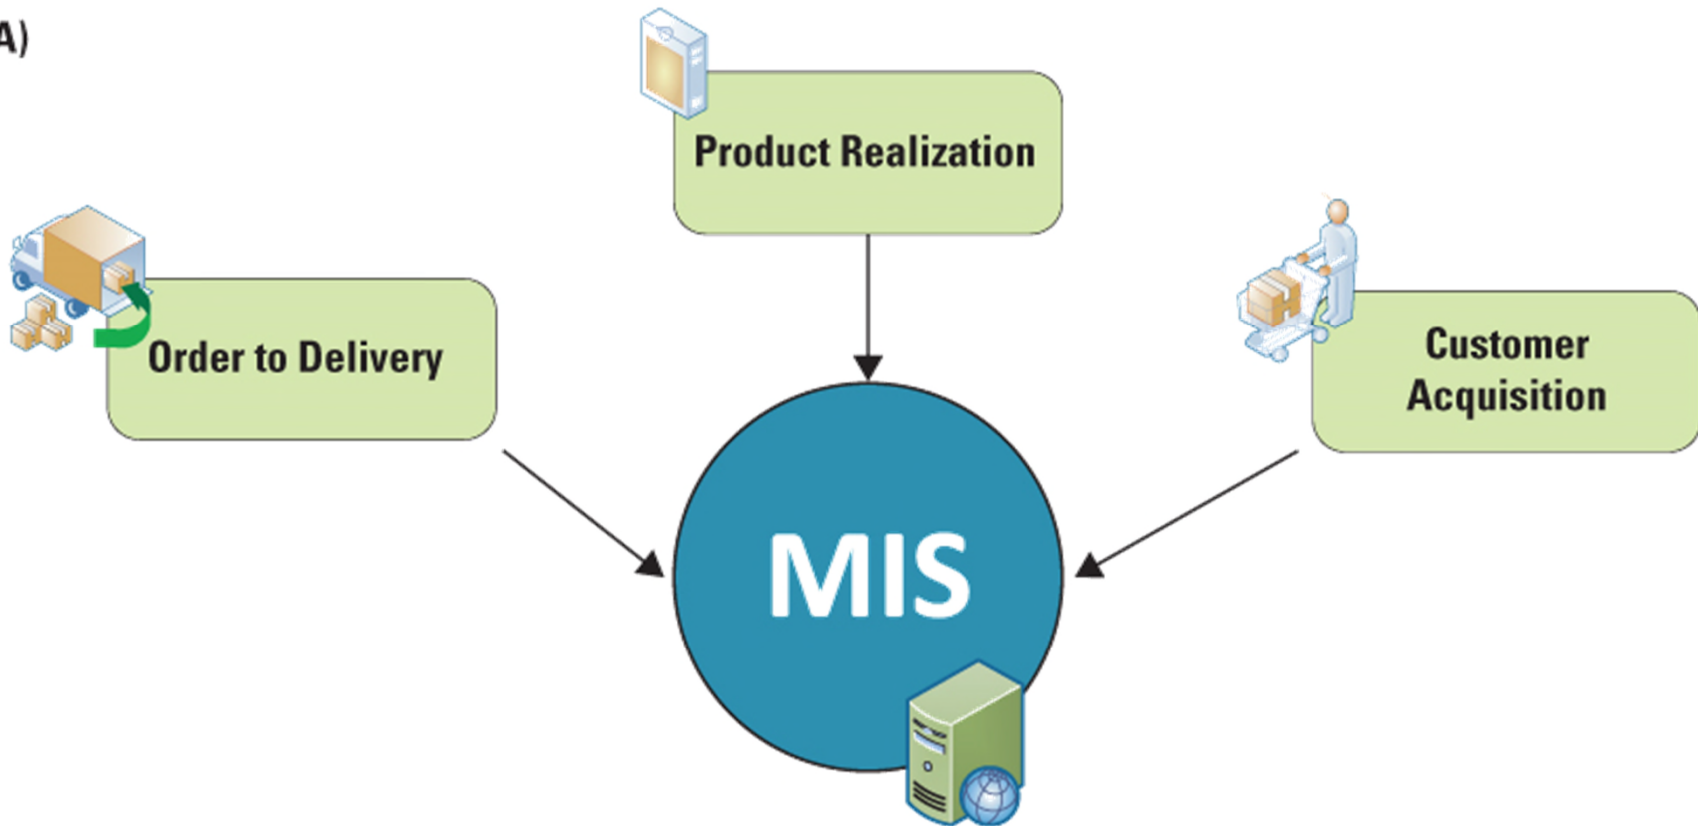 A)
Product Realization
Order to Delivery
Customer
Acquisition
MIS